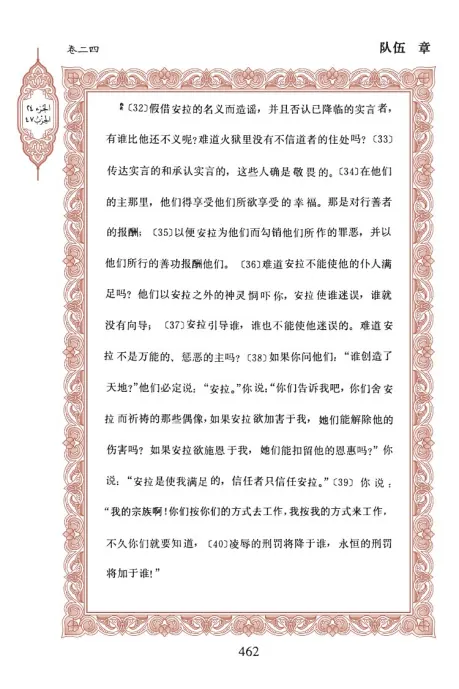 卷二四
队伍 章
الجزء ٢٤
الحزب ٤٧
〔32〕假借安拉的名义而造谣，并且否认已降临的实言者，
有谁比他还不义呢？难道火狱里没有不信道者的住处吗？〔33〕
传达实言的和承认实言的，这些人确是敬畏的。〔34〕在他们
的主那里，他们得享受他们所欲享受的幸福。那是对行善者
的报酬；〔35〕以便安拉为他们而勾销他们所作的罪恶，并以
他们所行的善功报酬他们。〔36〕难道安拉不能使他的仆人满
足吗？他们以安拉之外的神灵恫吓你，安拉使谁迷误，谁就
没有向导；〔37〕安拉引导谁，谁也不能使他迷误的。难道安
拉不是万能的、惩恶的主吗？〔38〕如果你问他们：“谁创造了
天地？”他们必定说：“安拉。”你说：“你们告诉我吧，你们舍安
拉而祈祷的那些偶像，如果安拉欲加害于我，她们能解除他的
伤害吗？如果安拉欲施恩于我，她们能扣留他的恩惠吗？”你
说：“安拉是使我满足的，信任者只信任安拉。”〔39〕你说：
“我的宗族啊！你们按你们的方式去工作，我按我的方式来工作，
不久你们就要知道，〔40〕凌辱的刑罚将降于谁，永恒的刑罚
将加于谁！”
462